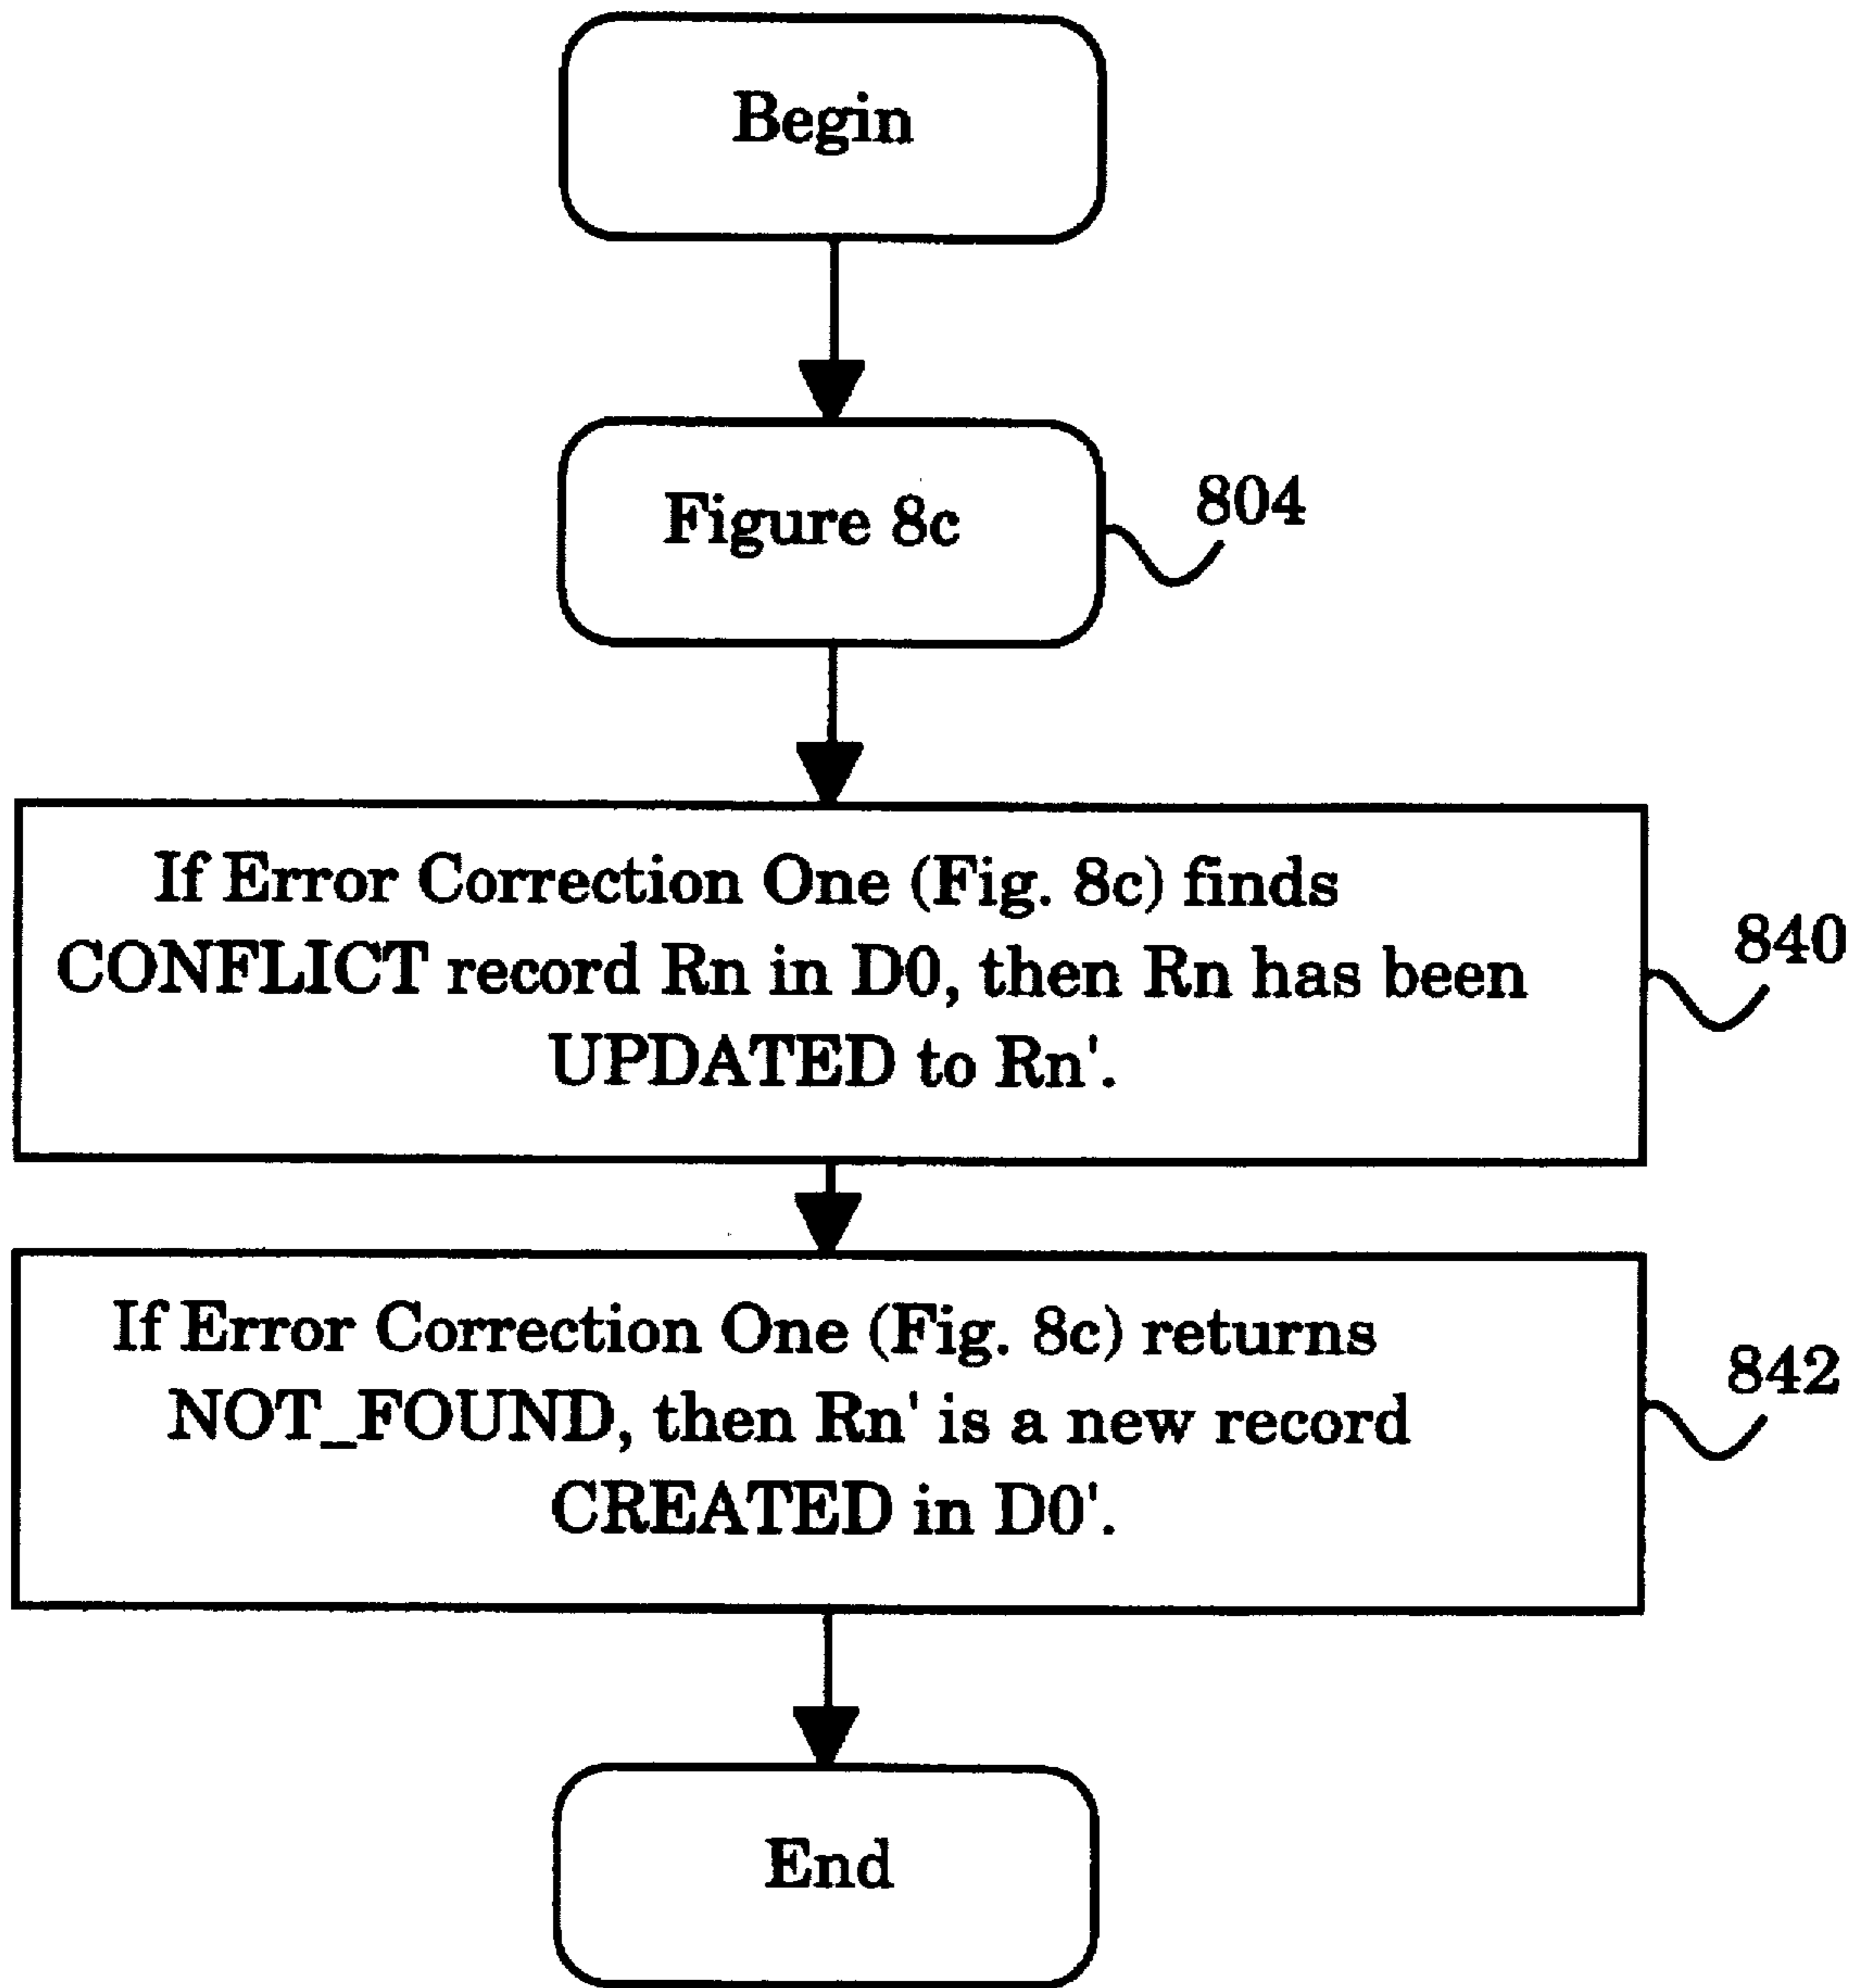 Begin
Figure 8c
804
If Error Correction One (Fig. 8c) finds
CONFLICT record Rn in D0, then Rn has been
UPDATED to Rn'.
840
If Error Correction One (Fig. 8c) returns
NOT_FOUND, then Rn' is a new record
CREATED in D0'.
842
End